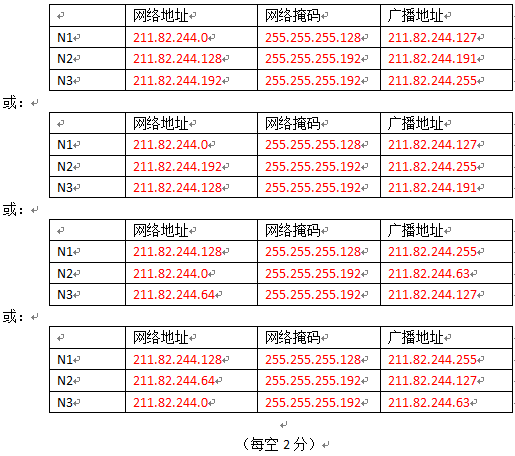 网络地址 网络掩码 广播地址
N1 211.82.244.0 255.255.255.128 211.82.244.127
N2 211.82.244.128 255.255.255.192 211.82.244.191
N3 211.82.244.192 255.255.255.192 211.82.244.255
或：
网络地址 网络掩码 广播地址
N1 211.82.244.0 255.255.255.128 211.82.244.127
N2 211.82.244.192 255.255.255.192 211.82.244.255
N3 211.82.244.128 255.255.255.192 211.82.244.191
或：
网络地址 网络掩码 广播地址
N1 211.82.244.128 255.255.255.128 211.82.244.255
N2 211.82.244.0 255.255.255.192 211.82.244.63
N3 211.82.244.64 255.255.255.192 211.82.244.127
或：
网络地址 网络掩码 广播地址
N1 211.82.244.128 255.255.255.128 211.82.244.255
N2 211.82.244.64 255.255.255.192 211.82.244.127
N3 211.82.244.0 255.255.255.192 211.82.244.63
（每空 2 分）